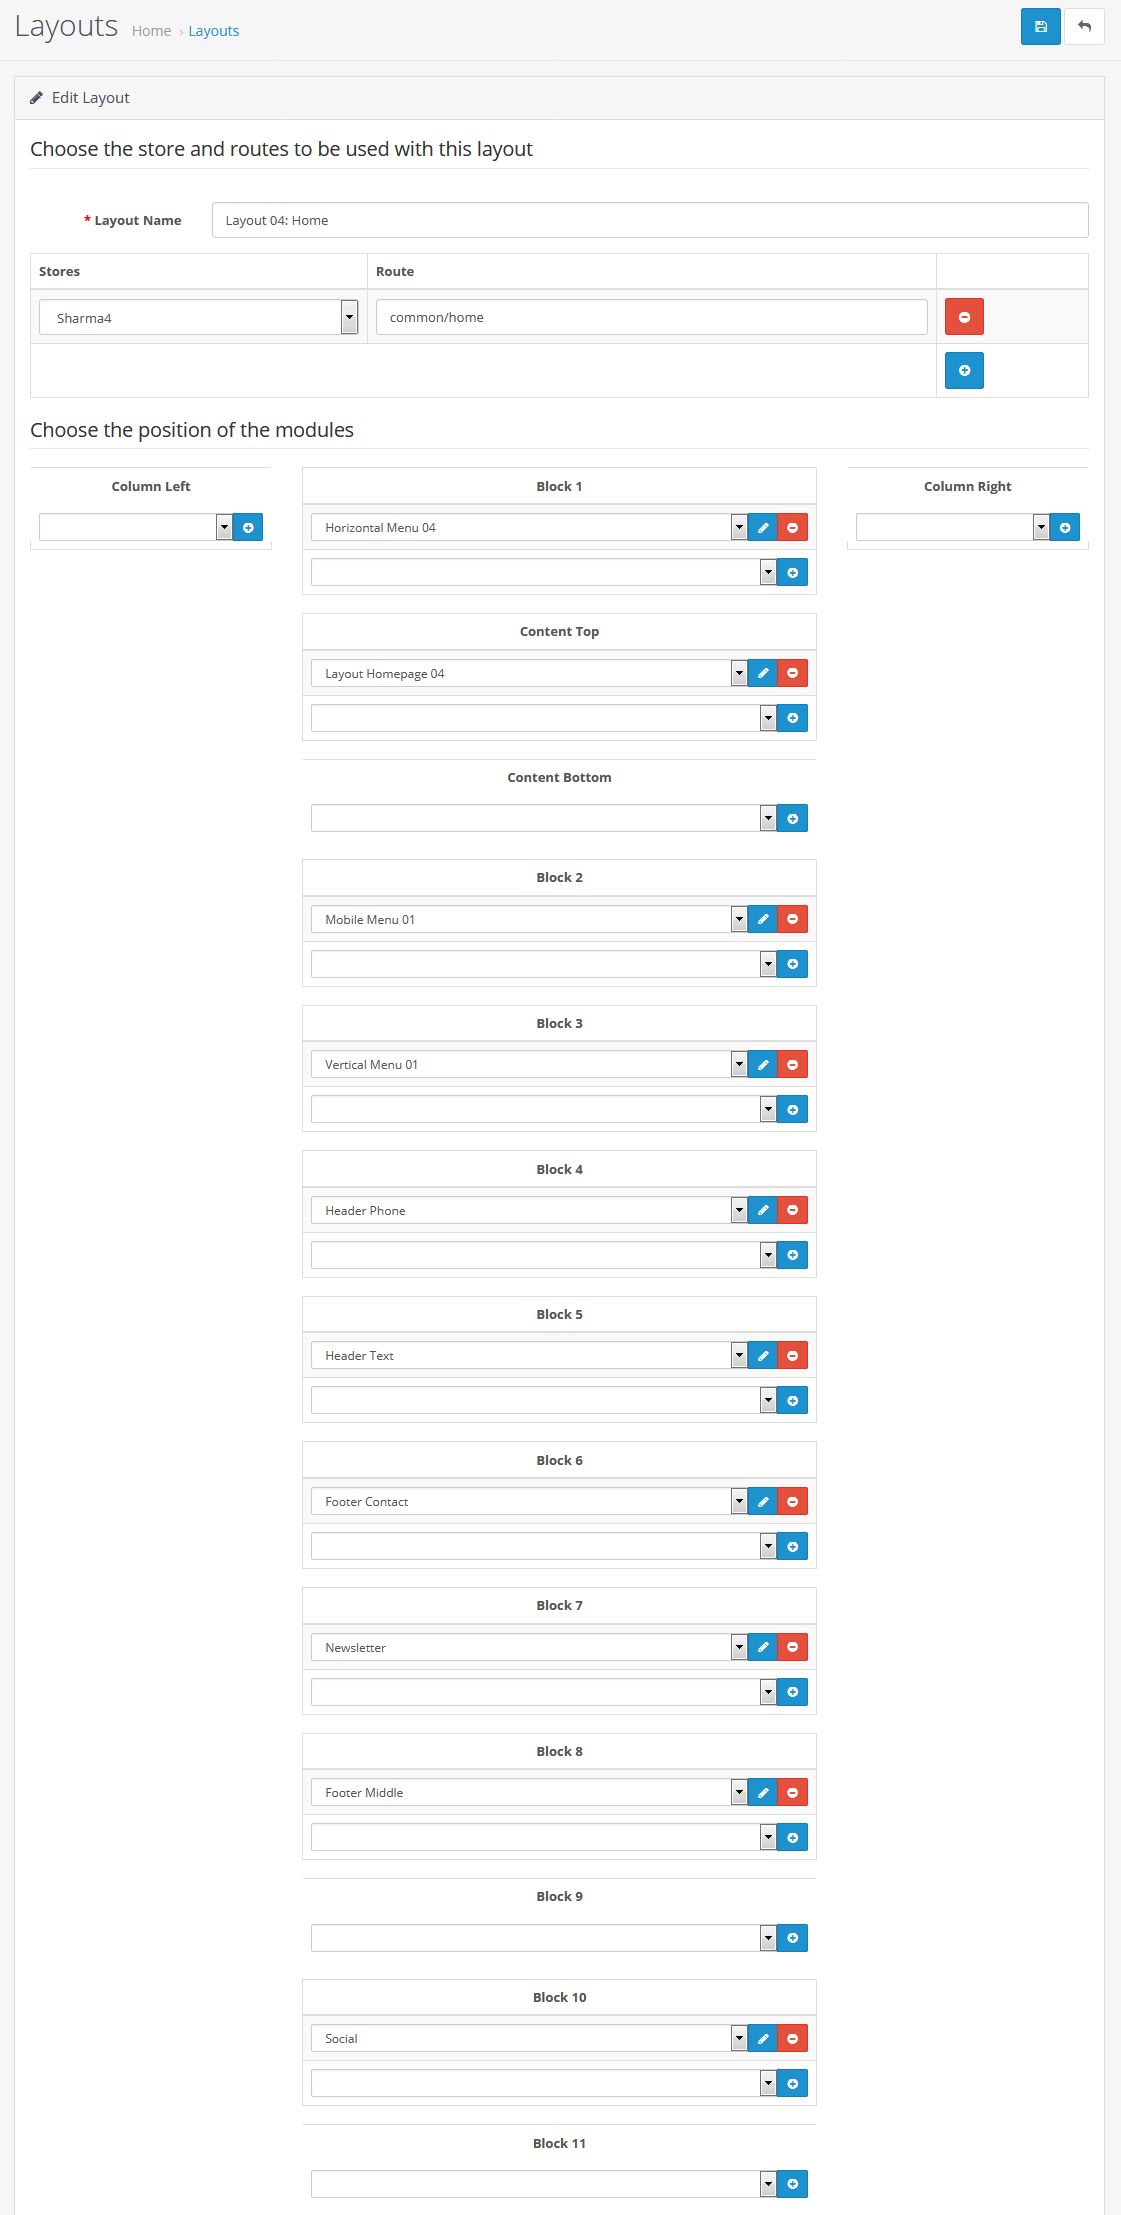 Layouts Home › Layouts
Edit Layout
Choose the store and routes to be used with this layout
* Layout Name Layout 04: Home
Stores Route
Sharma4 common/home
Choose the position of the modules
Column Left Block 1 Column Right
Horizontal Menu 04
Content Top
Layout Homepage 04
Content Bottom
Block 2
Mobile Menu 01
Block 3
Vertical Menu 01
Block 4
Header Phone
Block 5
Header Text
Block 6
Footer Contact
Block 7
Newsletter
Block 8
Footer Middle
Block 9
Block 10
Social
Block 11